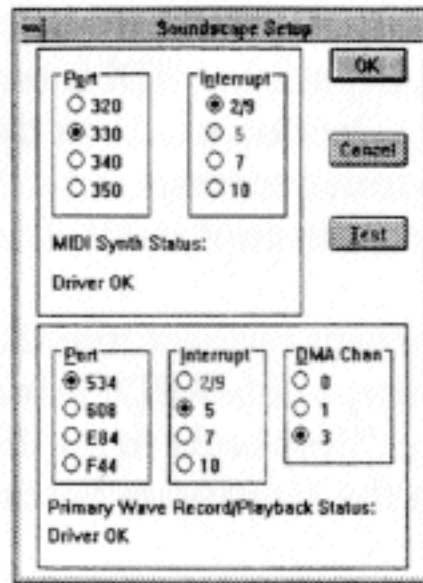 Soundscape Setup
Port
320
330
340
350
Interrupt
2/9
5
7
10
OK
Cancel
Test
MIDI Synth Status:
Driver OK
Port
534
608
E84
F44
Interrupt
2/9
5
7
10
DMA Chan
0
1
3
Primary Wave Record/Playback Status:
Driver OK